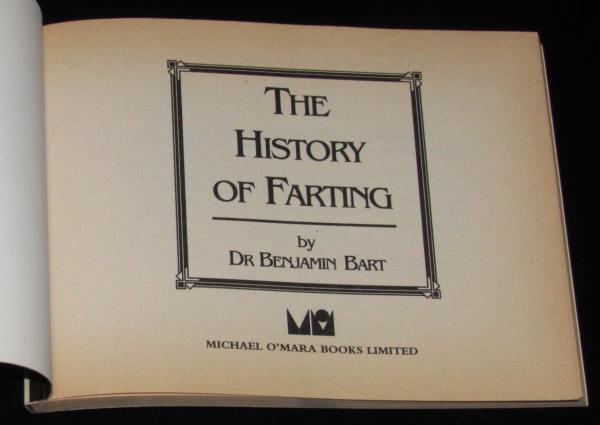 THE
HISTORY
OF FARTING
by
DR BENJAMIN BART
MICHAEL O'MARA BOOKS LIMITED